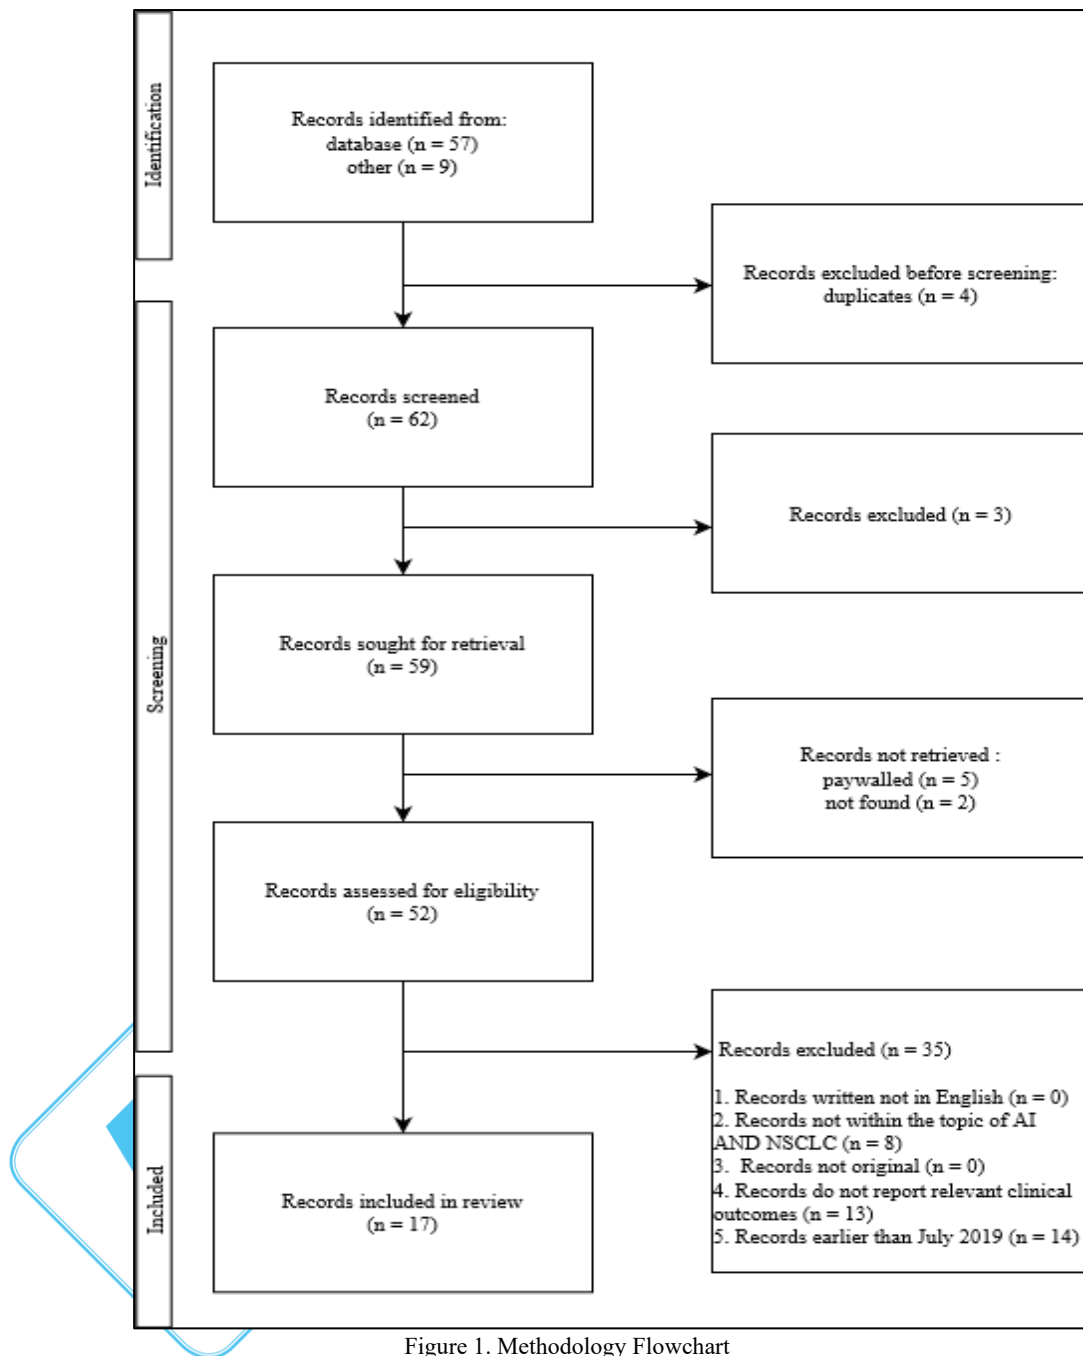 Identification
Records identified from:
database (n = 57)
other (n = 9)
Records excluded before screening:
duplicates (n = 4)
Screening
Records screened
(n = 62)
Records excluded (n = 3)
Records sought for retrieval
(n = 59)
Records not retrieved :
paywalled (n = 5)
not found (n = 2)
Records assessed for eligibility
(n = 52)
Records excluded (n = 35)
1. Records written not in English (n = 0)
2. Records not within the topic of AI
AND NSCLC (n = 8)
3. Records not original (n = 0)
4. Records do not report relevant clinical
outcomes (n = 13)
5. Records earlier than July 2019 (n = 14)
Included
Records included in review
(n = 17)
Figure 1. Methodology Flowchart